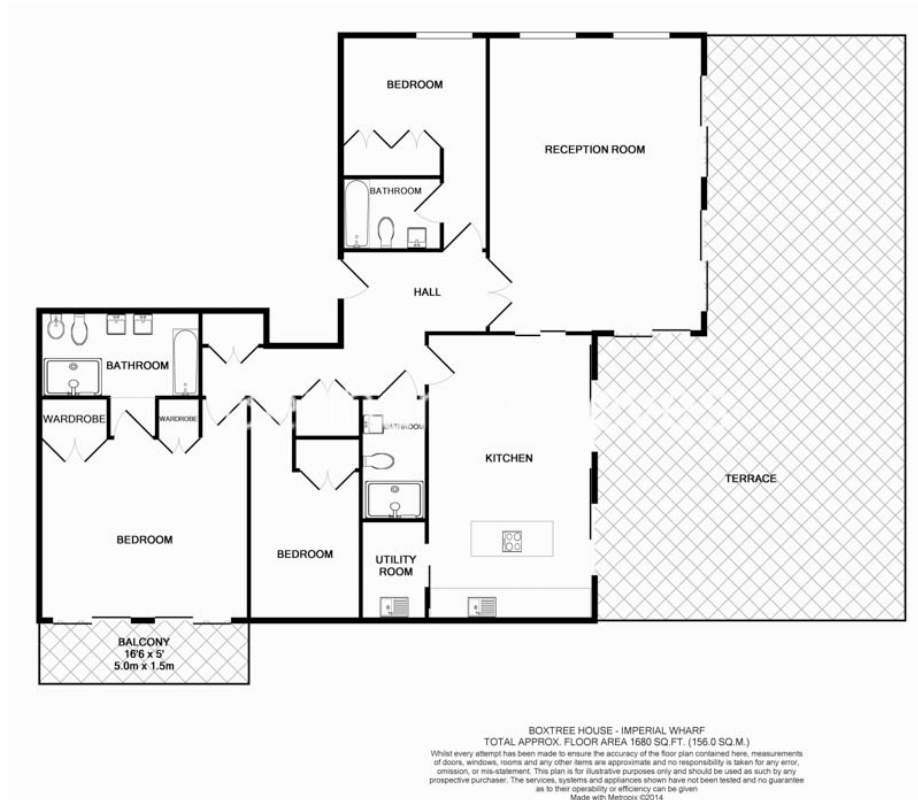 BEDROOM
RECEPTION ROOM
BATHROOM
HALL
BATHROOM
WARDROBE
WARDROBE
BATHROOM
KITCHEN
TERRACE
BEDROOM
BEDROOM
UTILITY
ROOM
BALCONY
16'6 x 5'
5.0m x 1.5m
BOXTREE HOUSE - IMPERIAL WHARF
TOTAL APPROX. FLOOR AREA 1680 SQ.FT. (156.0 SQ.M.)
Whilst every attempt has been made to ensure the accuracy of the floor plan contained here, measurements
of doors, windows, rooms and any other items are approximate and no responsibility is taken for any error,
omission, or mis-statement. This plan is for illustrative purposes only and should be used as such by any
prospective purchaser. The services, systems and appliances shown have not been tested and no guarantee
as to their operability or efficiency can be given
Made with Metropix ©2014